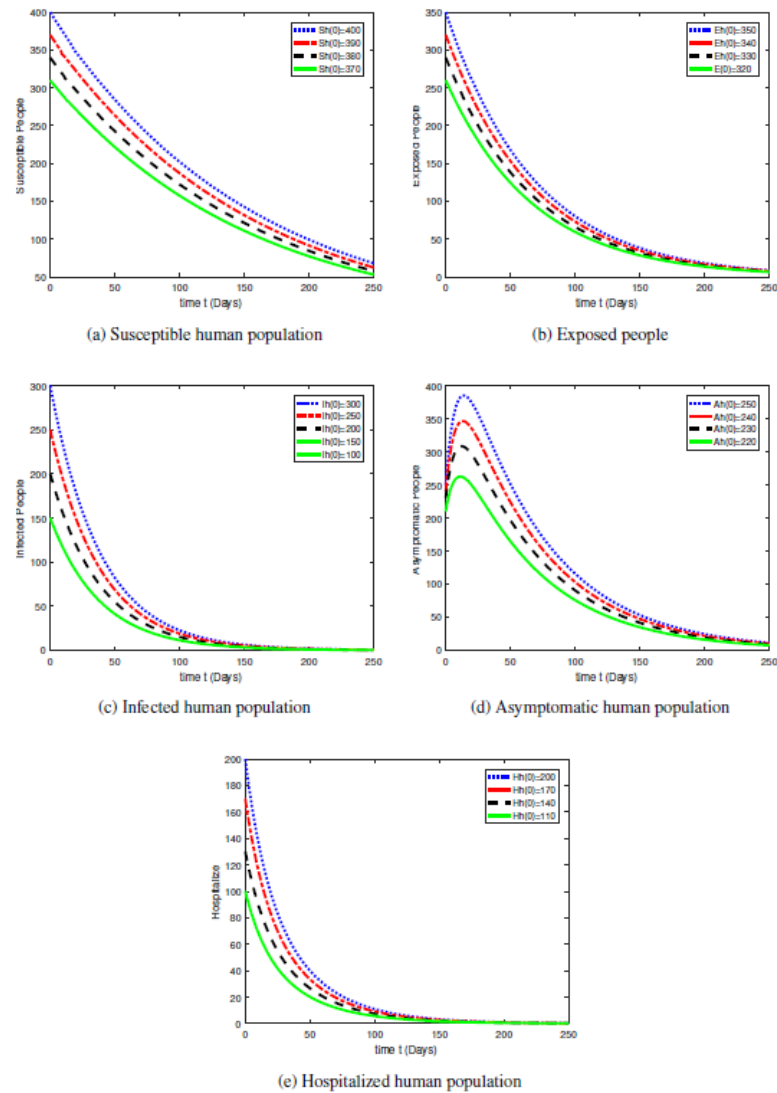 400
350
300
250
200
150
100
50
0 50 100 150 200 250
Susceptible People
time t (Days)
Sh(0)=400
Sh(0)=390
Sh(0)=380
Sh(0)=370
(a) Susceptible human population
350
300
250
200
150
100
50
0
0 50 100 150 200 250
Exposed People
time t (Days)
Eh(0)=350
Eh(0)=340
Eh(0)=330
E(0)=320
(b) Exposed people
300
250
200
150
100
50
0
0 50 100 150 200 250
Infected People
time t (Days)
Ih(0)=300
Ih(0)=250
Ih(0)=200
Ih(0)=150
Ih(0)=100
(c) Infected human population
400
350
300
250
200
150
100
50
0
0 50 100 150 200 250
Asymptomatic People
time t (Days)
Ah(0)=250
Ah(0)=240
Ah(0)=230
Ah(0)=220
(d) Asymptomatic human population
200
180
160
140
120
100
80
60
40
20
0
0 50 100 150 200 250
Hospitalize
time t (Days)
Hh(0)=200
Hh(0)=170
Hh(0)=140
Hh(0)=110
(e) Hospitalized human population